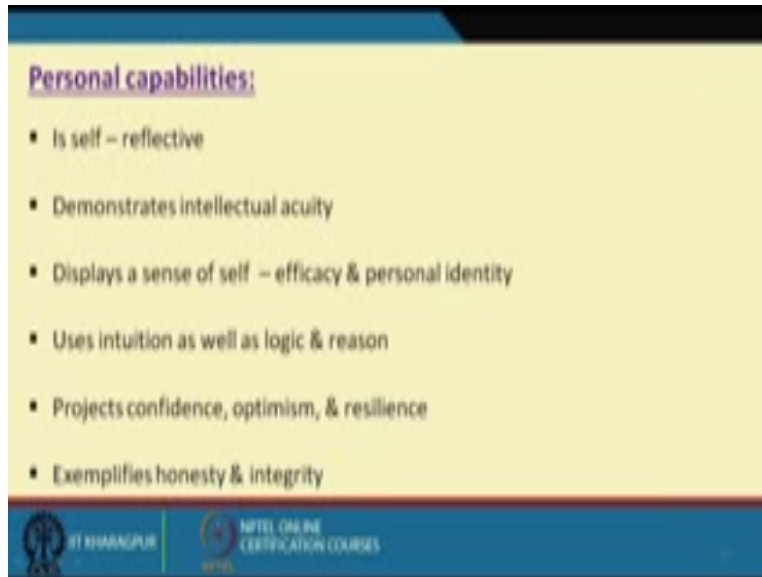 Personal capabilities:
▪ Is self – reflective
▪ Demonstrates intellectual acuity
▪ Displays a sense of self – efficacy & personal identity
▪ Uses intuition as well as logic & reason
▪ Projects confidence, optimism, & resilience
▪ Exemplifies honesty & integrity
IIT KHARAGPUR
NPTEL ONLINE
CERTIFICATION COURSES
NPTEL